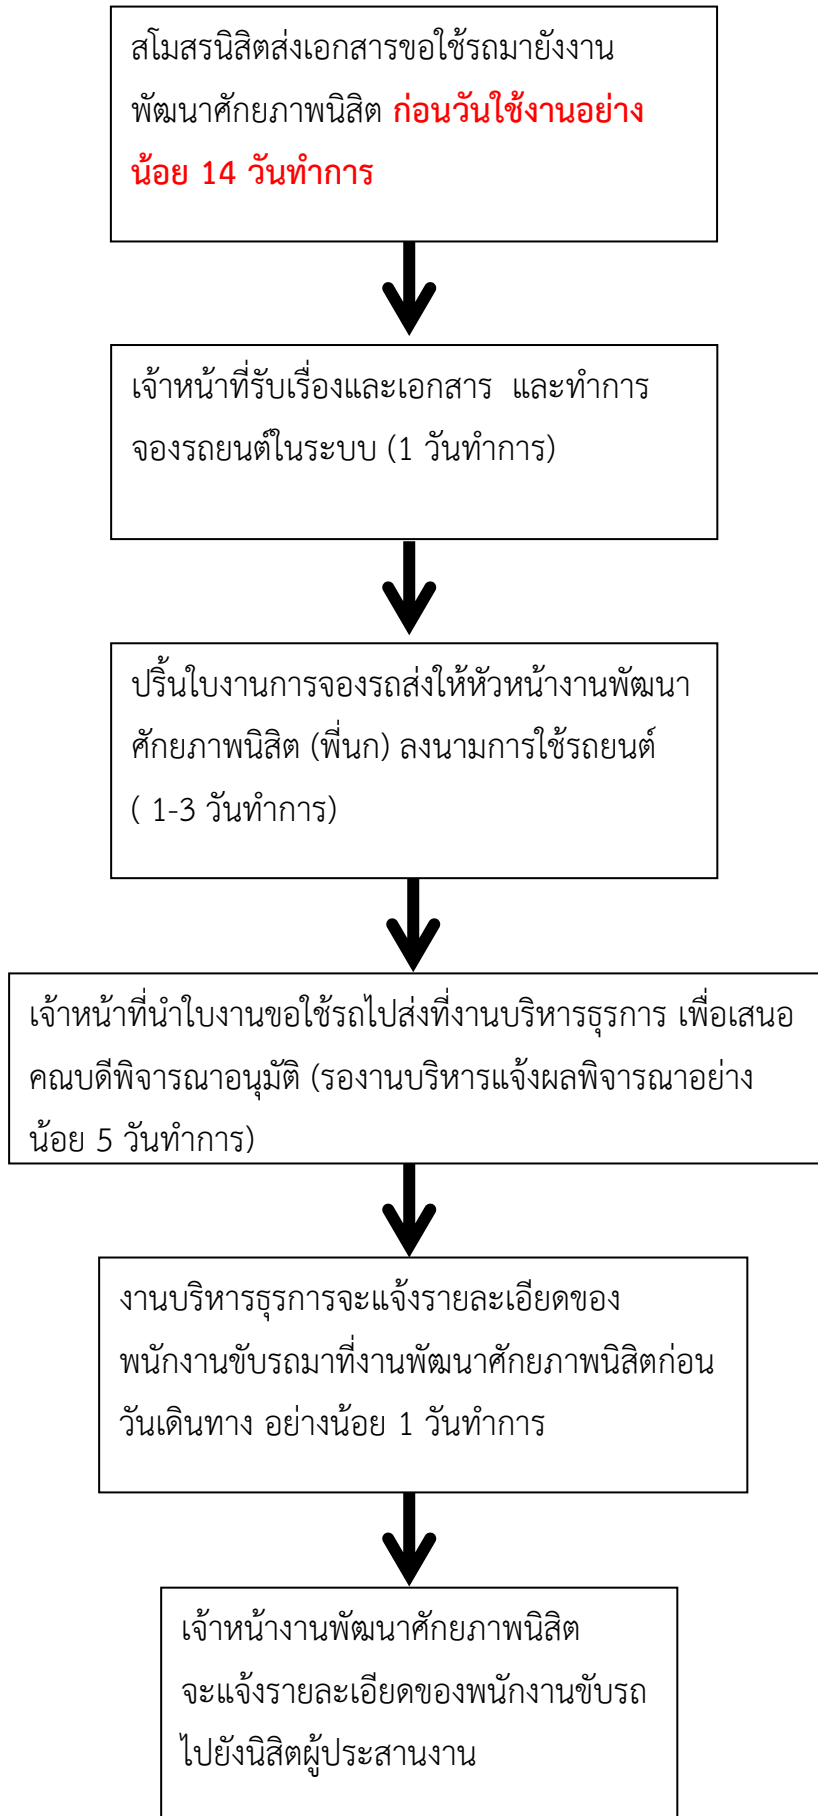 สโมสรนิสิตส่งเอกสารขอใช้รถมายังงาน
พัฒนาศักยภาพนิสิต ก่อนวันใช้งานอย่าง
น้อย 14 วันทำการ
เจ้าหน้าที่รับเรื่องและเอกสาร และทำการ
จองรถยนต์ในระบบ (1 วันทำการ)
ปริ้นใบงานการจองรถส่งให้หัวหน้างานพัฒนา
ศักยภาพนิสิต (พี่นก) ลงนามการใช้รถยนต์
( 1-3 วันทำการ)
เจ้าหน้าที่นำใบงานขอใช้รถไปส่งที่งานบริหารธุรการ เพื่อเสนอ
คณบดีพิจารณาอนุมัติ (รองานบริหารแจ้งผลพิจารณาอย่าง
น้อย 5 วันทำการ)
งานบริหารธุรการจะแจ้งรายละเอียดของ
พนักงานขับรถมาที่งานพัฒนาศักยภาพนิสิตก่อน
วันเดินทาง อย่างน้อย 1 วันทำการ
เจ้าหน้างานพัฒนาศักยภาพนิสิต
จะแจ้งรายละเอียดของพนักงานขับรถ
ไปยังนิสิตผู้ประสานงาน